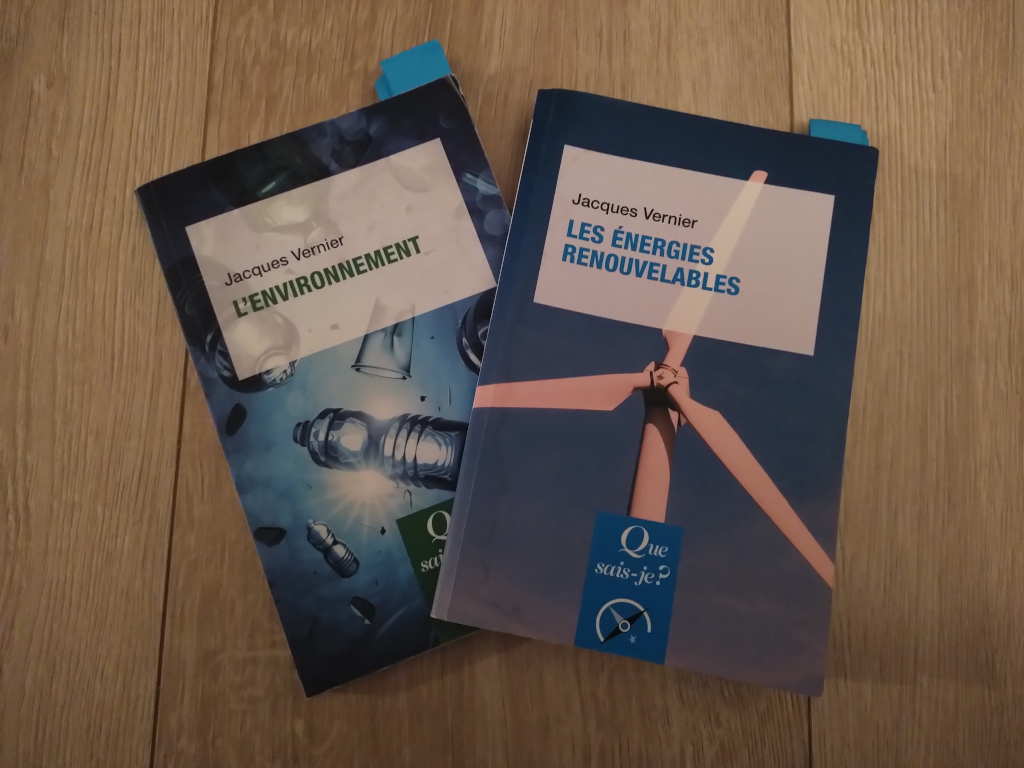 Jacques Vernier
L'ENVIRONNEMENT
Jacques Vernier
LES ÉNERGIES
RENOUVELABLES
Que
sais-je?